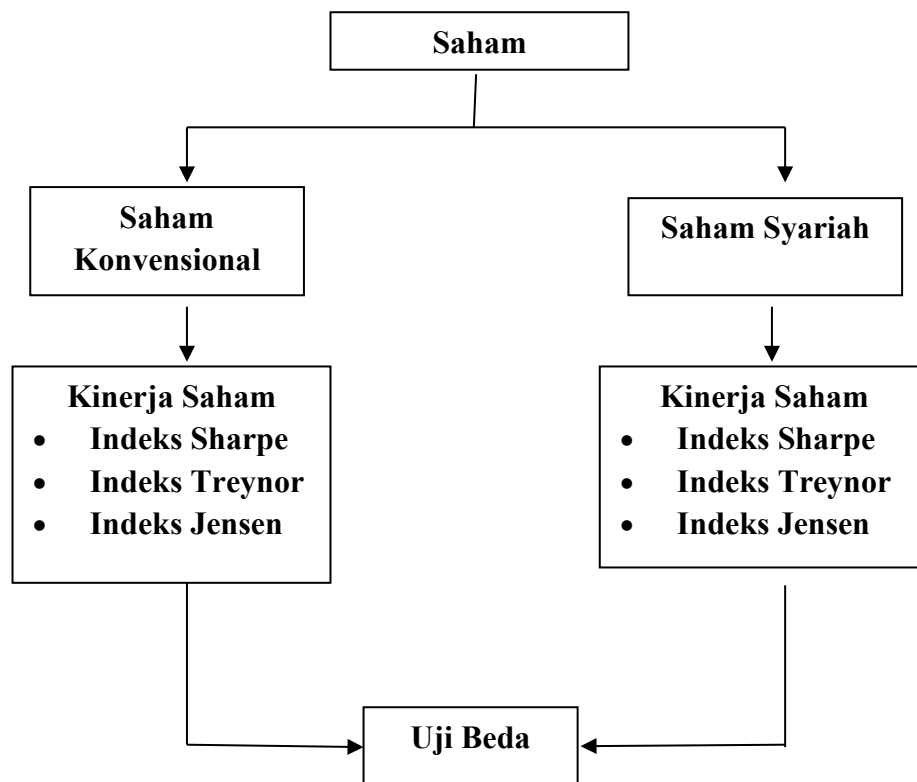 Saham
Saham
Konvensional
Saham Syariah
Kinerja Saham
• Indeks Sharpe
• Indeks Treynor
• Indeks Jensen
Kinerja Saham
• Indeks Sharpe
• Indeks Treynor
• Indeks Jensen
Uji Beda